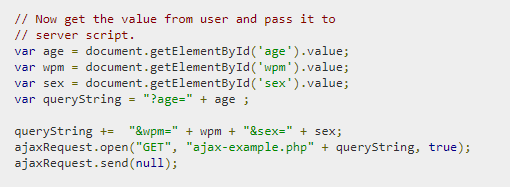 // Now get the value from user and pass it to
// server script.
var age = document.getElementById('age').value;
var wpm = document.getElementById('wpm').value;
var sex = document.getElementById('sex').value;
var queryString = "?age=" + age ;
queryString +=  "&wpm=" + wpm + "&sex=" + sex;
ajaxRequest.open("GET", "ajax-example.php" + queryString, true);
ajaxRequest.send(null);